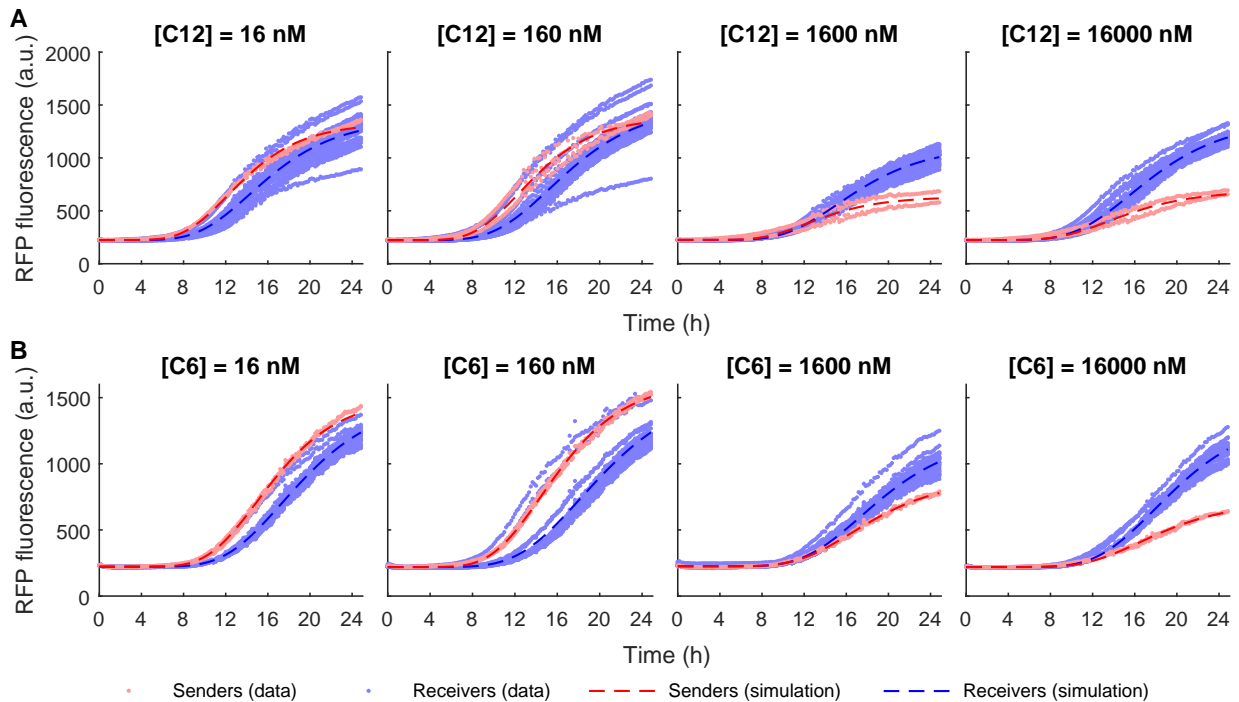 A
[C12] = 16 nM [C12] = 160 nM [C12] = 1600 nM [C12] = 16000 nM
RFP fluorescence (a.u.)
2000
1500
1000
500
0
0 4 8 12 16 20 24 0 4 8 12 16 20 24 0 4 8 12 16 20 24 0 4 8 12 16 20 24
Time (h)
B
[C6] = 16 nM [C6] = 160 nM [C6] = 1600 nM [C6] = 16000 nM
RFP fluorescence (a.u.)
1500
1000
500
0
0 4 8 12 16 20 24 0 4 8 12 16 20 24 0 4 8 12 16 20 24 0 4 8 12 16 20 24
Time (h)
Senders (data) Receivers (data) Senders (simulation) Receivers (simulation)